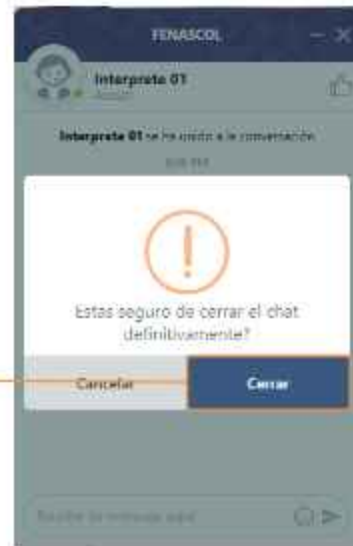 FENASCOL
Interprete 01
Interprete 01 se ha unido a la conversación
Estas seguro de cerrar el chat
definitivamente?
Cancelar
Cerrar